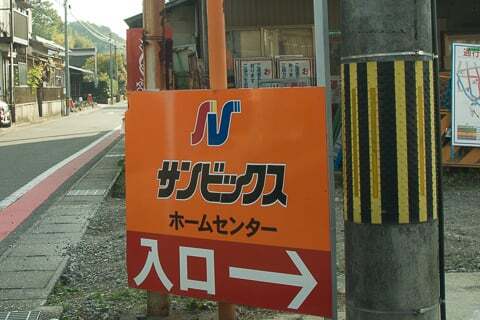 サンビックス
ホームセンター
入口→